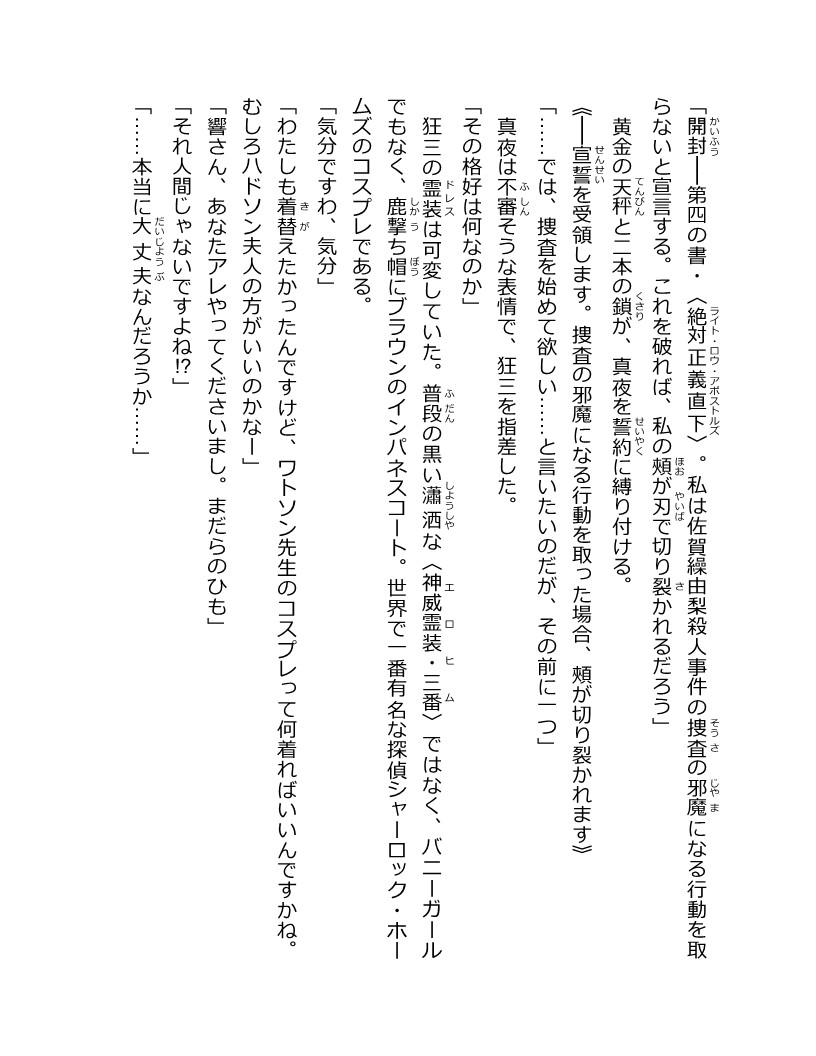 「開封――第四の書・〈絶対正義直下〉。私は佐賀繰由梨殺人事件の捜査の邪魔になる行動を取
らないと宣言する。これを破れば、私の頰が刃で切り裂かれるだろう」
黄金の天秤と二本の鎖が、真夜を誓約に縛り付ける。
《――宣誓を受領します。捜査の邪魔になる行動を取った場合、頰が切り裂かれます》
「……では、捜査を始めて欲しい……と言いたいのだが、その前に一つ」
真夜は不審そうな表情で、狂三を指差した。
「その格好は何なのか」
狂三の霊装は可変していた。普段の黒い瀟洒な〈神威霊装・三番〉ではなく、バニーガール
でもなく、鹿撃ち帽にブラウンのインバネスコート。世界で一番有名な探偵シャーロック・ホー
ムズのコスプレである。
「気分ですわ、気分」
「わたしも着替えたかったんですけど、ワトソン先生のコスプレって何着ればいいんですかね。
むしろハドソン夫人の方がいいのかなー」
「響さん、あなたアレやってくださいまし。まだらのひも」
「それ人間じゃないですよね!?」
「……本当に大丈夫なんだろうか……」